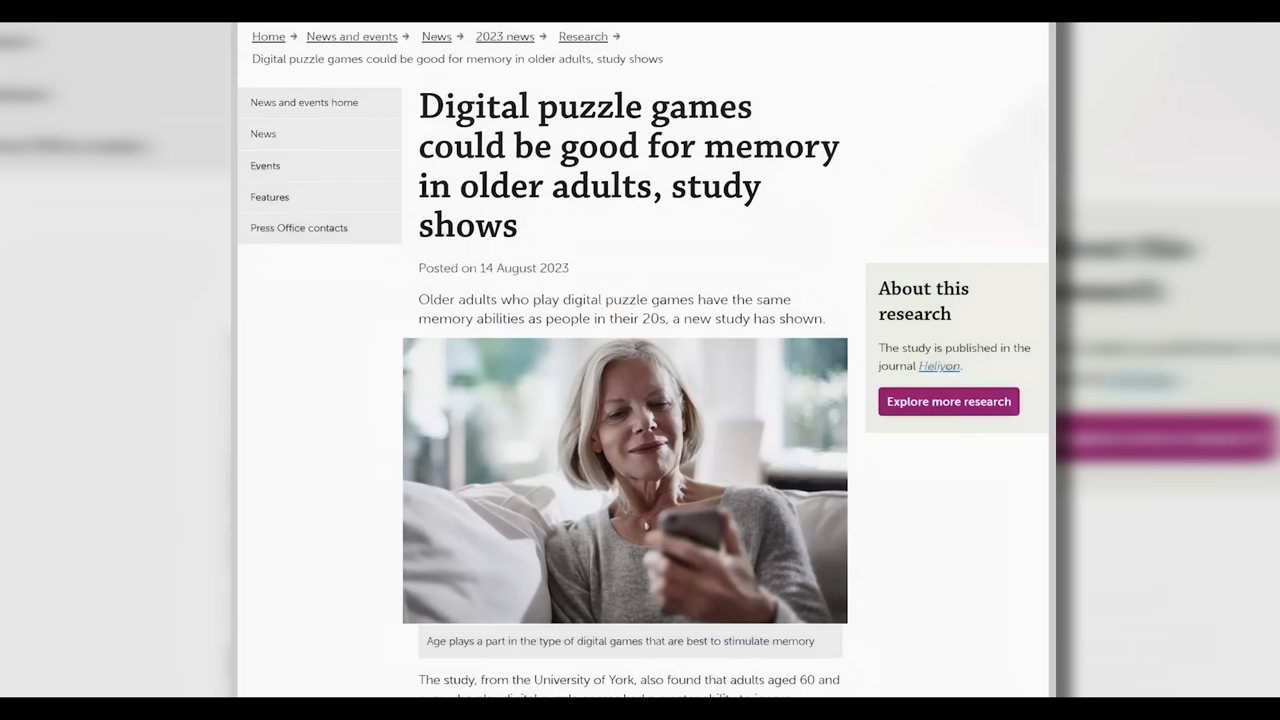 Home → News and events → News → 2023 news → Research →
Digital puzzle games could be good for memory in older adults, study shows
News and events home
News
Events
Features
Press Office contacts
Digital puzzle games
could be good for memory
in older adults, study
shows
Posted on 14 August 2023
Older adults who play digital puzzle games have the same
memory abilities as people in their 20s, a new study has shown.
Age plays a part in the type of digital games that are best to stimulate memory
The study, from the University of York, also found that adults aged 60 and
About this
research
The study is published in the
journal Heliyon.
Explore more research